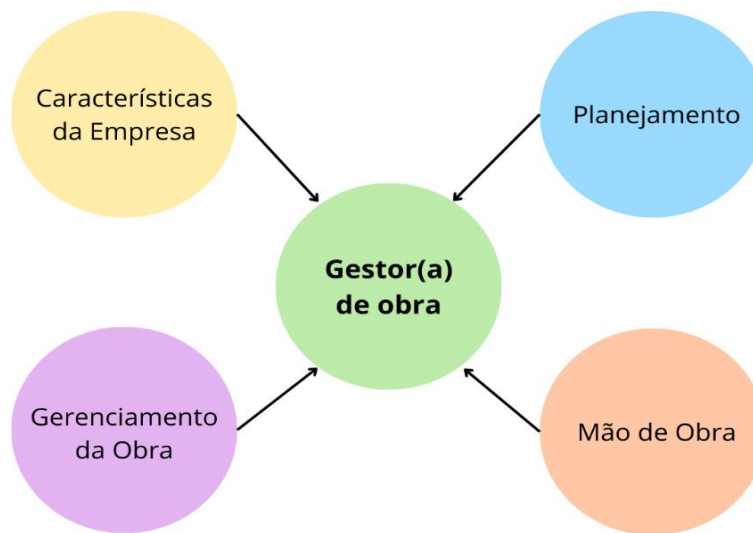 Características
da Empresa
Planejamento
Gestor(a)
de obra
Gerenciamento
da Obra
Mão de Obra